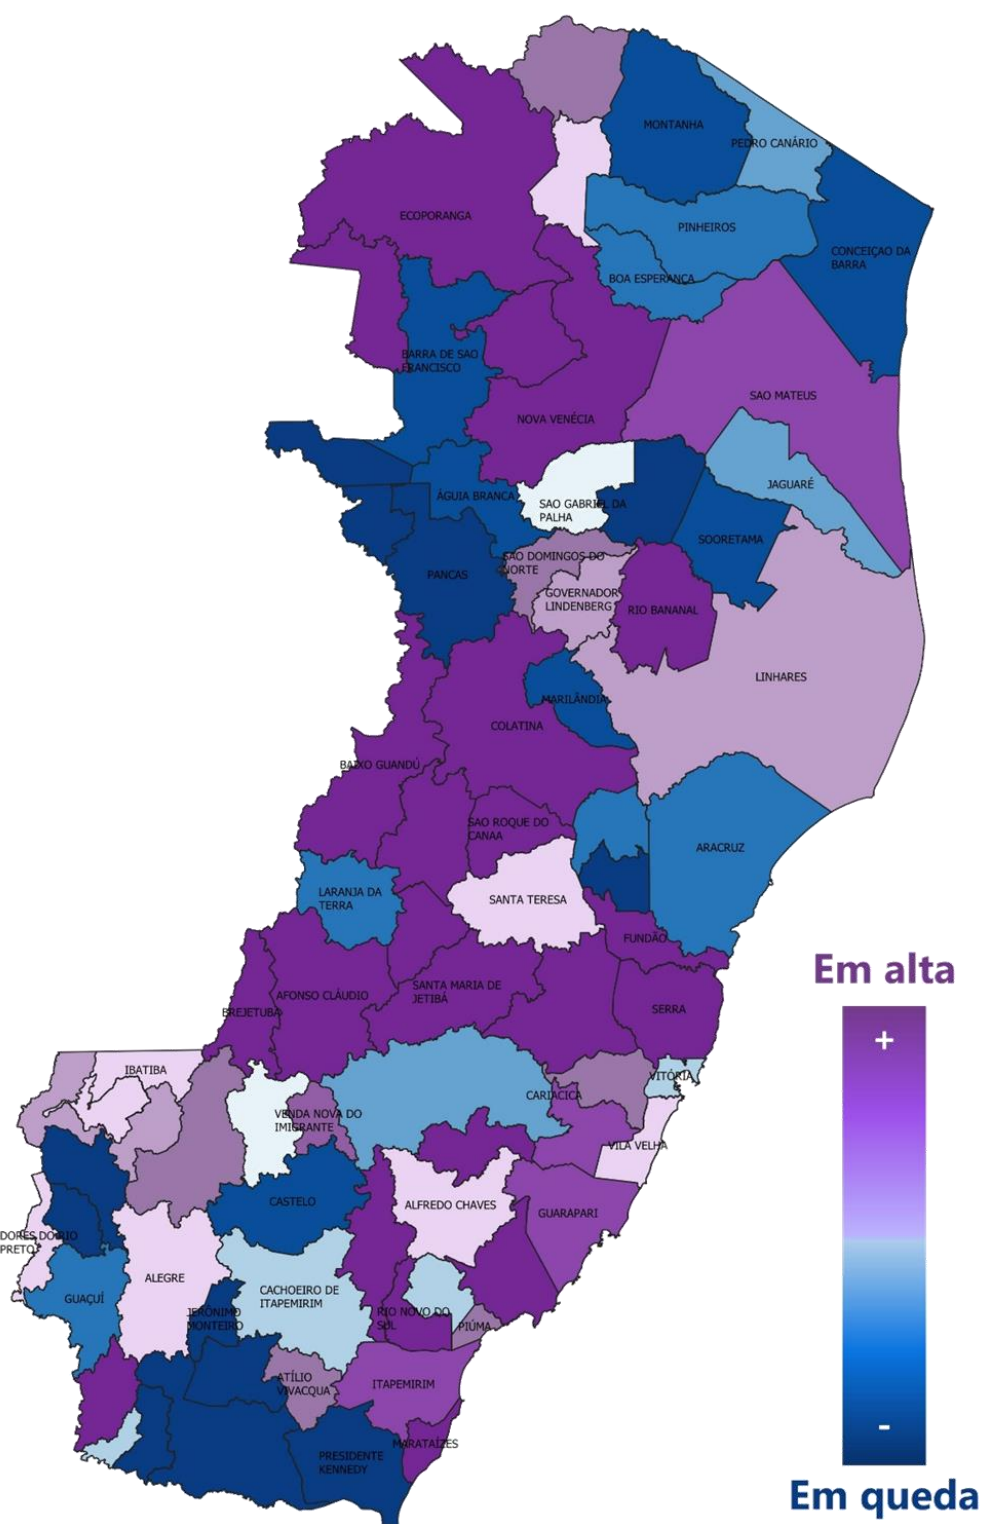 MONTANHA
PEDRO CANÁRIO
ECOPORANGA
PINHEIROS
CONCEIÇAO DA
BARRA
BOA ESPERANÇA
BARRA DE SAO
FRANCISCO
SAO MATEUS
NOVA VENÉCIA
JAGUARÉ
ÁGUIA BRANCA
SAO GABRIEL DA
PALHA
SOORETAMA
SAO DOMINGOS DO
NORTE
PANCAS
GOVERNADOR
LINDENBERG
RIO BANANAL
LINHARES
MARILÂNDIA
COLATINA
BAIXO GUANDÚ
SAO ROQUE DO
CANAA
ARACRUZ
LARANJA DA
TERRA
SANTA TERESA
FUNDÃO
Em alta
SANTA MARIA DE
JETIBÁ
AFONSO CLÁUDIO
BREJETUBA
SERRA
+
IBATIBA
VITÓRIA
CARIACICA
VENDA NOVA DO
IMIGRANTE
VILA VELHA
CASTELO
ALFREDO CHAVES
GUARAPARI
DORES DO RIO
PRETO
ALEGRE
GUAÇUÍ
CACHOEIRO DE
ITAPEMIRIM
JERÔNIMO
MONTEIRO
RIO NOVO DO
SUL
PIÚMA
ATÍLIO
VIVACQUA
ITAPEMIRIM
MARATAÍZES
PRESIDENTE
KENNEDY
-
Em queda